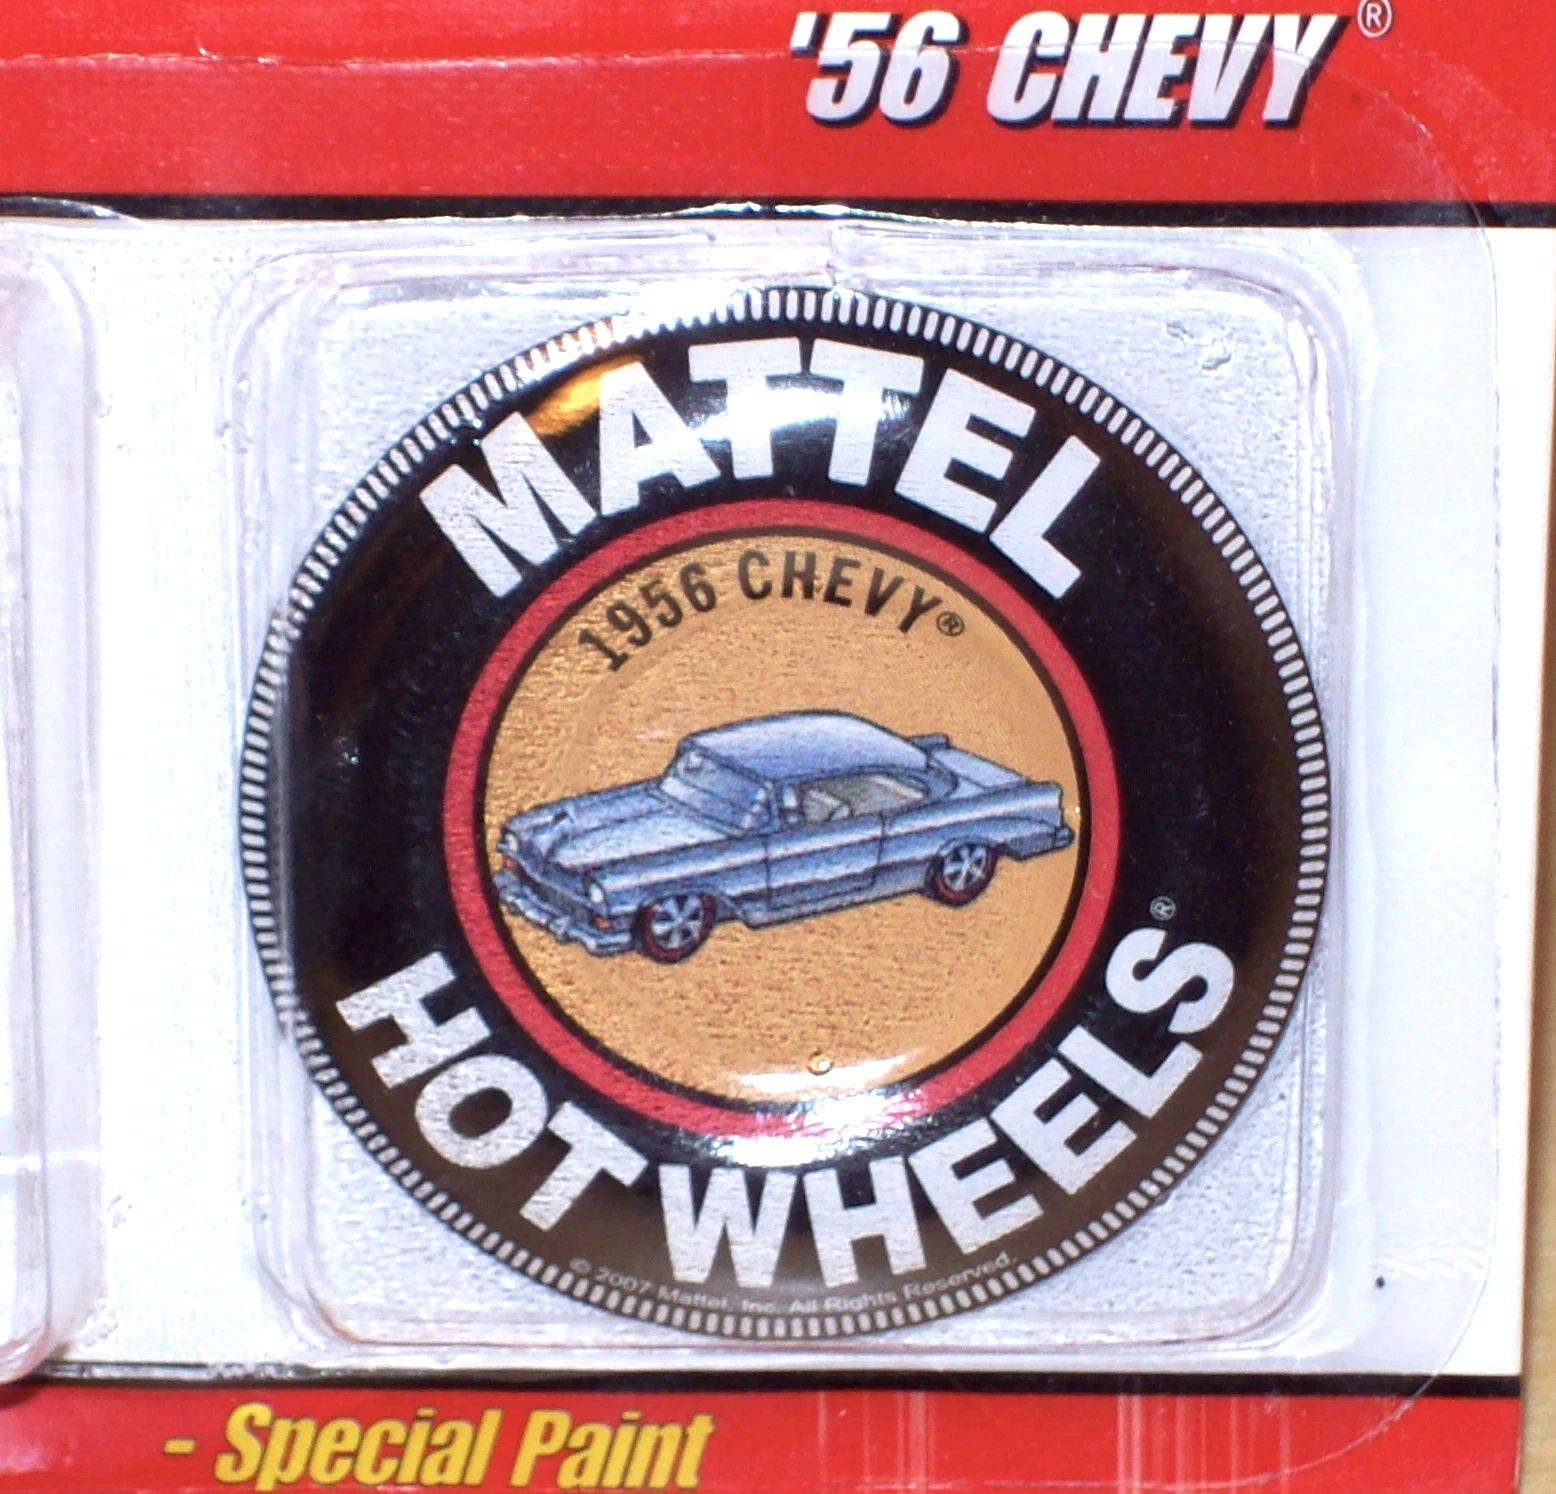 '56 CHEVY®
MATTEL
1956 CHEVY®
HOT WHEELS®
© 2007 Mattel, Inc. All Rights Reserved.
- Special Paint